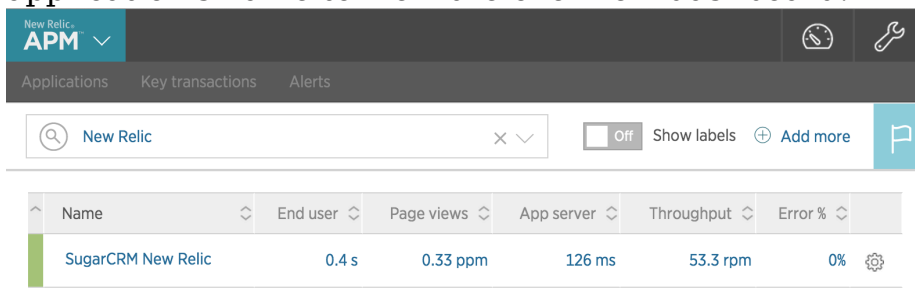 New Relic.
APM™
Applications Key transactions Alerts
New Relic
Off Show labels Add more
Name End user Page views App server Throughput Error %
SugarCRM New Relic 0.4 s 0.33 ppm 126 ms 53.3 rpm 0%